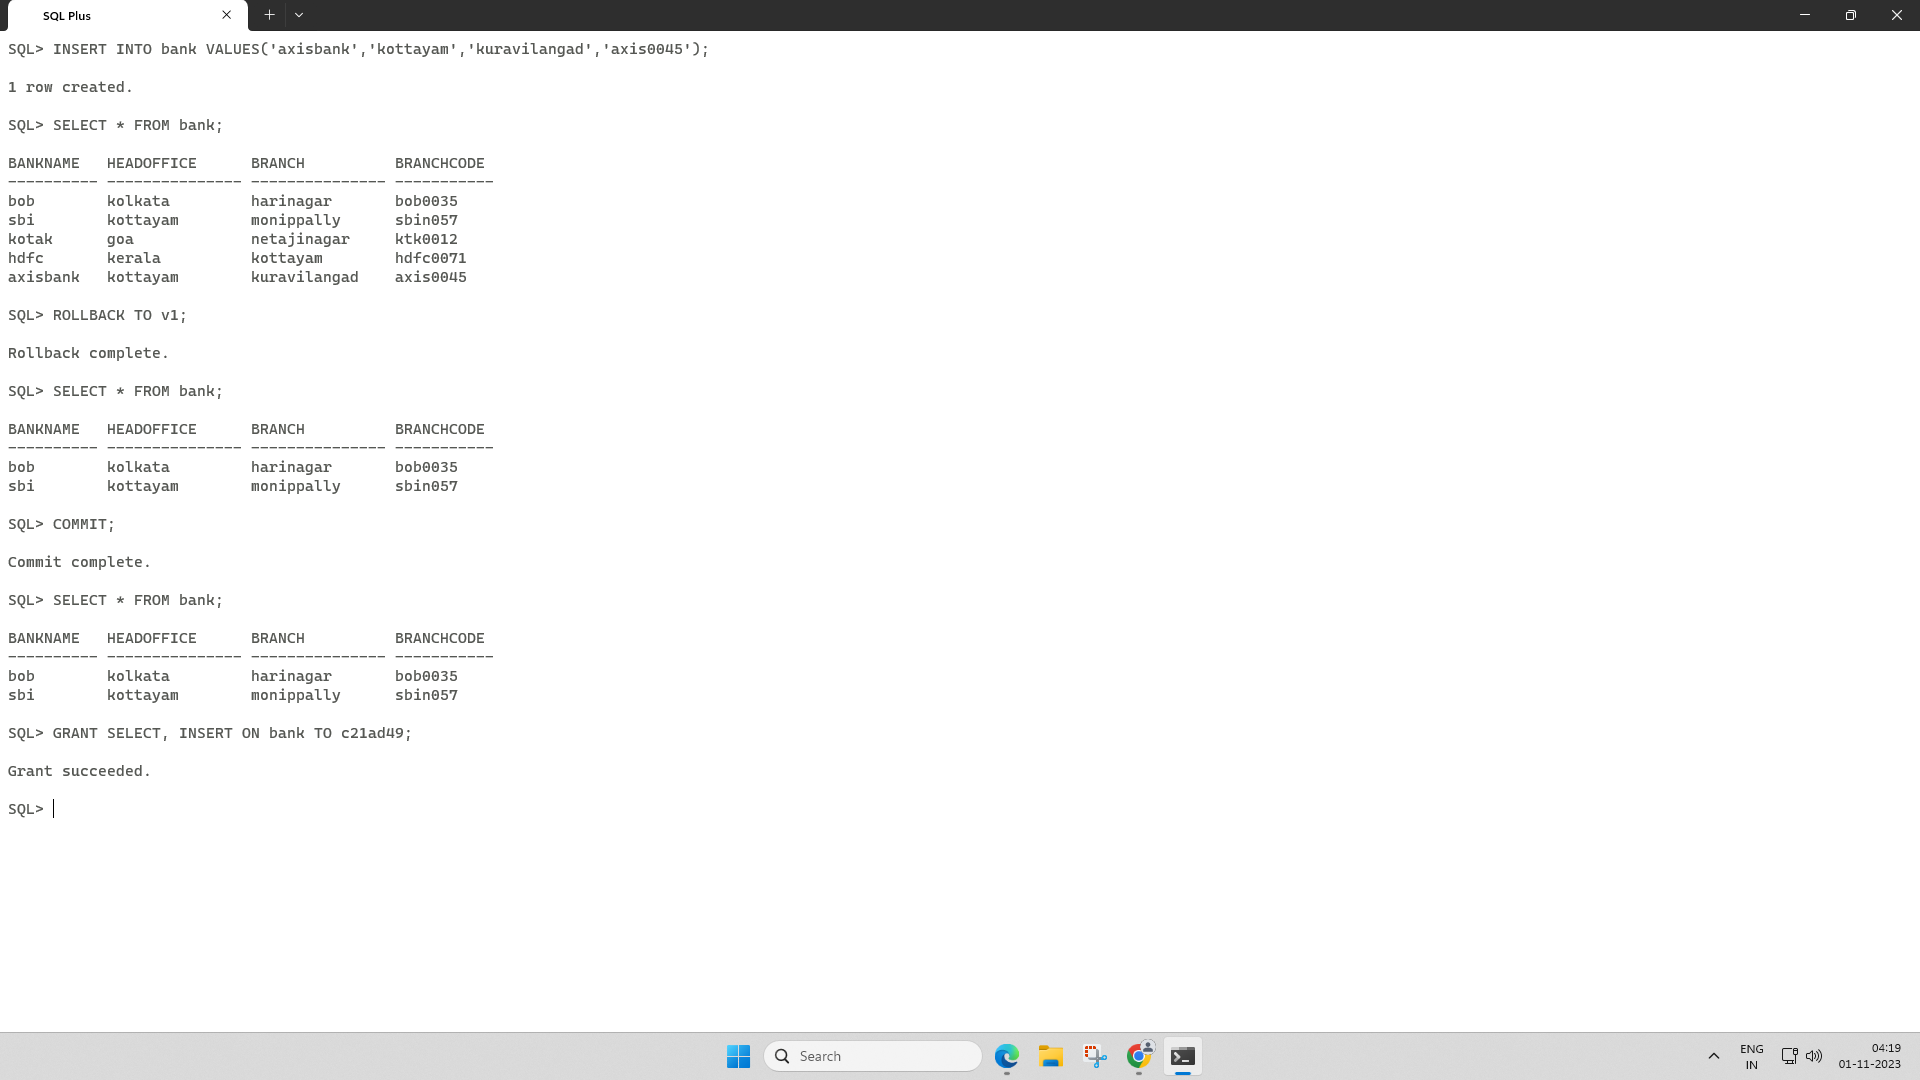 SQL Plus
SQL> INSERT INTO bank VALUES('axisbank','kottayam','kuravilangad','axis0045');
1 row created.
SQL> SELECT * FROM bank;
BANKNAME   HEADOFFICE      BRANCH          BRANCHCODE
---------- --------------- --------------- -----------
bob        kolkata         harinagar       bob0035
sbi        kottayam        monippally      sbin057
kotak      goa             netajinagar     ktk0012
hdfc       kerala          kottayam        hdfc0071
axisbank   kottayam        kuravilangad    axis0045
SQL> ROLLBACK TO v1;
Rollback complete.
SQL> SELECT * FROM bank;
BANKNAME   HEADOFFICE      BRANCH          BRANCHCODE
---------- --------------- --------------- -----------
bob        kolkata         harinagar       bob0035
sbi        kottayam        monippally      sbin057
SQL> COMMIT;
Commit complete.
SQL> SELECT * FROM bank;
BANKNAME   HEADOFFICE      BRANCH          BRANCHCODE
---------- --------------- --------------- -----------
bob        kolkata         harinagar       bob0035
sbi        kottayam        monippally      sbin057
SQL> GRANT SELECT, INSERT ON bank TO c21ad49;
Grant succeeded.
SQL>
Search
ENG
IN
04:19
01-11-2023